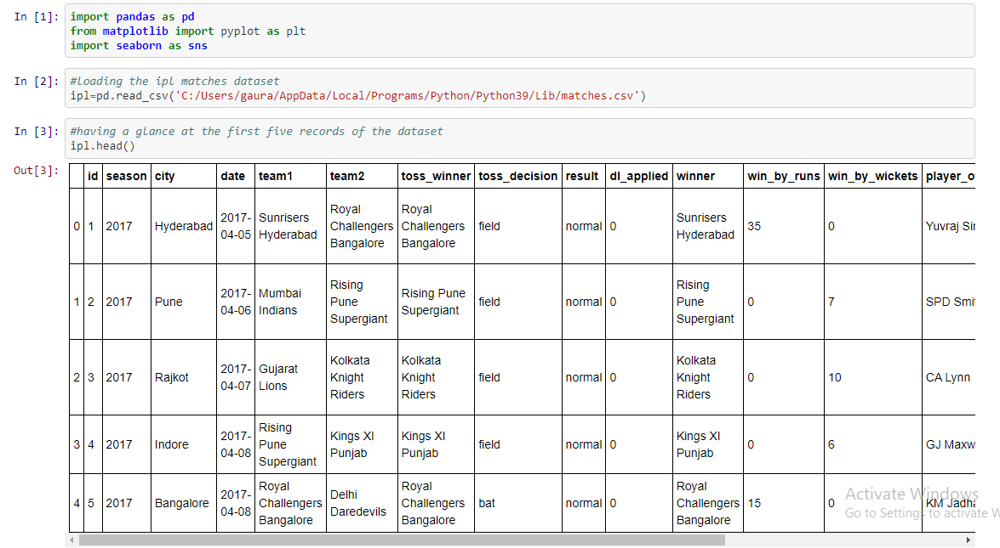 In [1]: import pandas as pd
from matplotlib import pyplot as plt
import seaborn as sns
In [2]: #loading the ipl matches dataset
ipl=pd.read_csv('C:/Users/gaura/AppData/Local/Programs/Python/Python39/Lib/matches.csv')
In [3]: #having a glance at the first five records of the dataset
ipl.head()
Out[3]:
id season city date team1 team2 toss_winner toss_decision result dl_applied winner win_by_runs win_by_wickets player_o
0 1 2017 Hyderabad 2017-04-05 Sunrisers Hyderabad Royal Challengers Bangalore Royal Challengers Bangalore field normal 0 Sunrisers Hyderabad 35 0 Yuvraj Si
1 2 2017 Pune 2017-04-06 Mumbai Indians Rising Pune Supergiant Rising Pune Supergiant field normal 0 Rising Pune Supergiant 0 7 SPD Smi
2 3 2017 Rajkot 2017-04-07 Gujarat Lions Kolkata Knight Riders Kolkata Knight Riders field normal 0 Kolkata Knight Riders 0 10 CA Lynn
3 4 2017 Indore 2017-04-08 Rising Pune Supergiant Kings XI Punjab Kings XI Punjab field normal 0 Kings XI Punjab 0 6 GJ Maxw
4 5 2017 Bangalore 2017-04-08 Royal Challengers Bangalore Delhi Daredevils Royal Challengers Bangalore bat normal 0 Royal Challengers Bangalore 15 0 KM Jadha
Activate Windows
Go to Settings to activate W